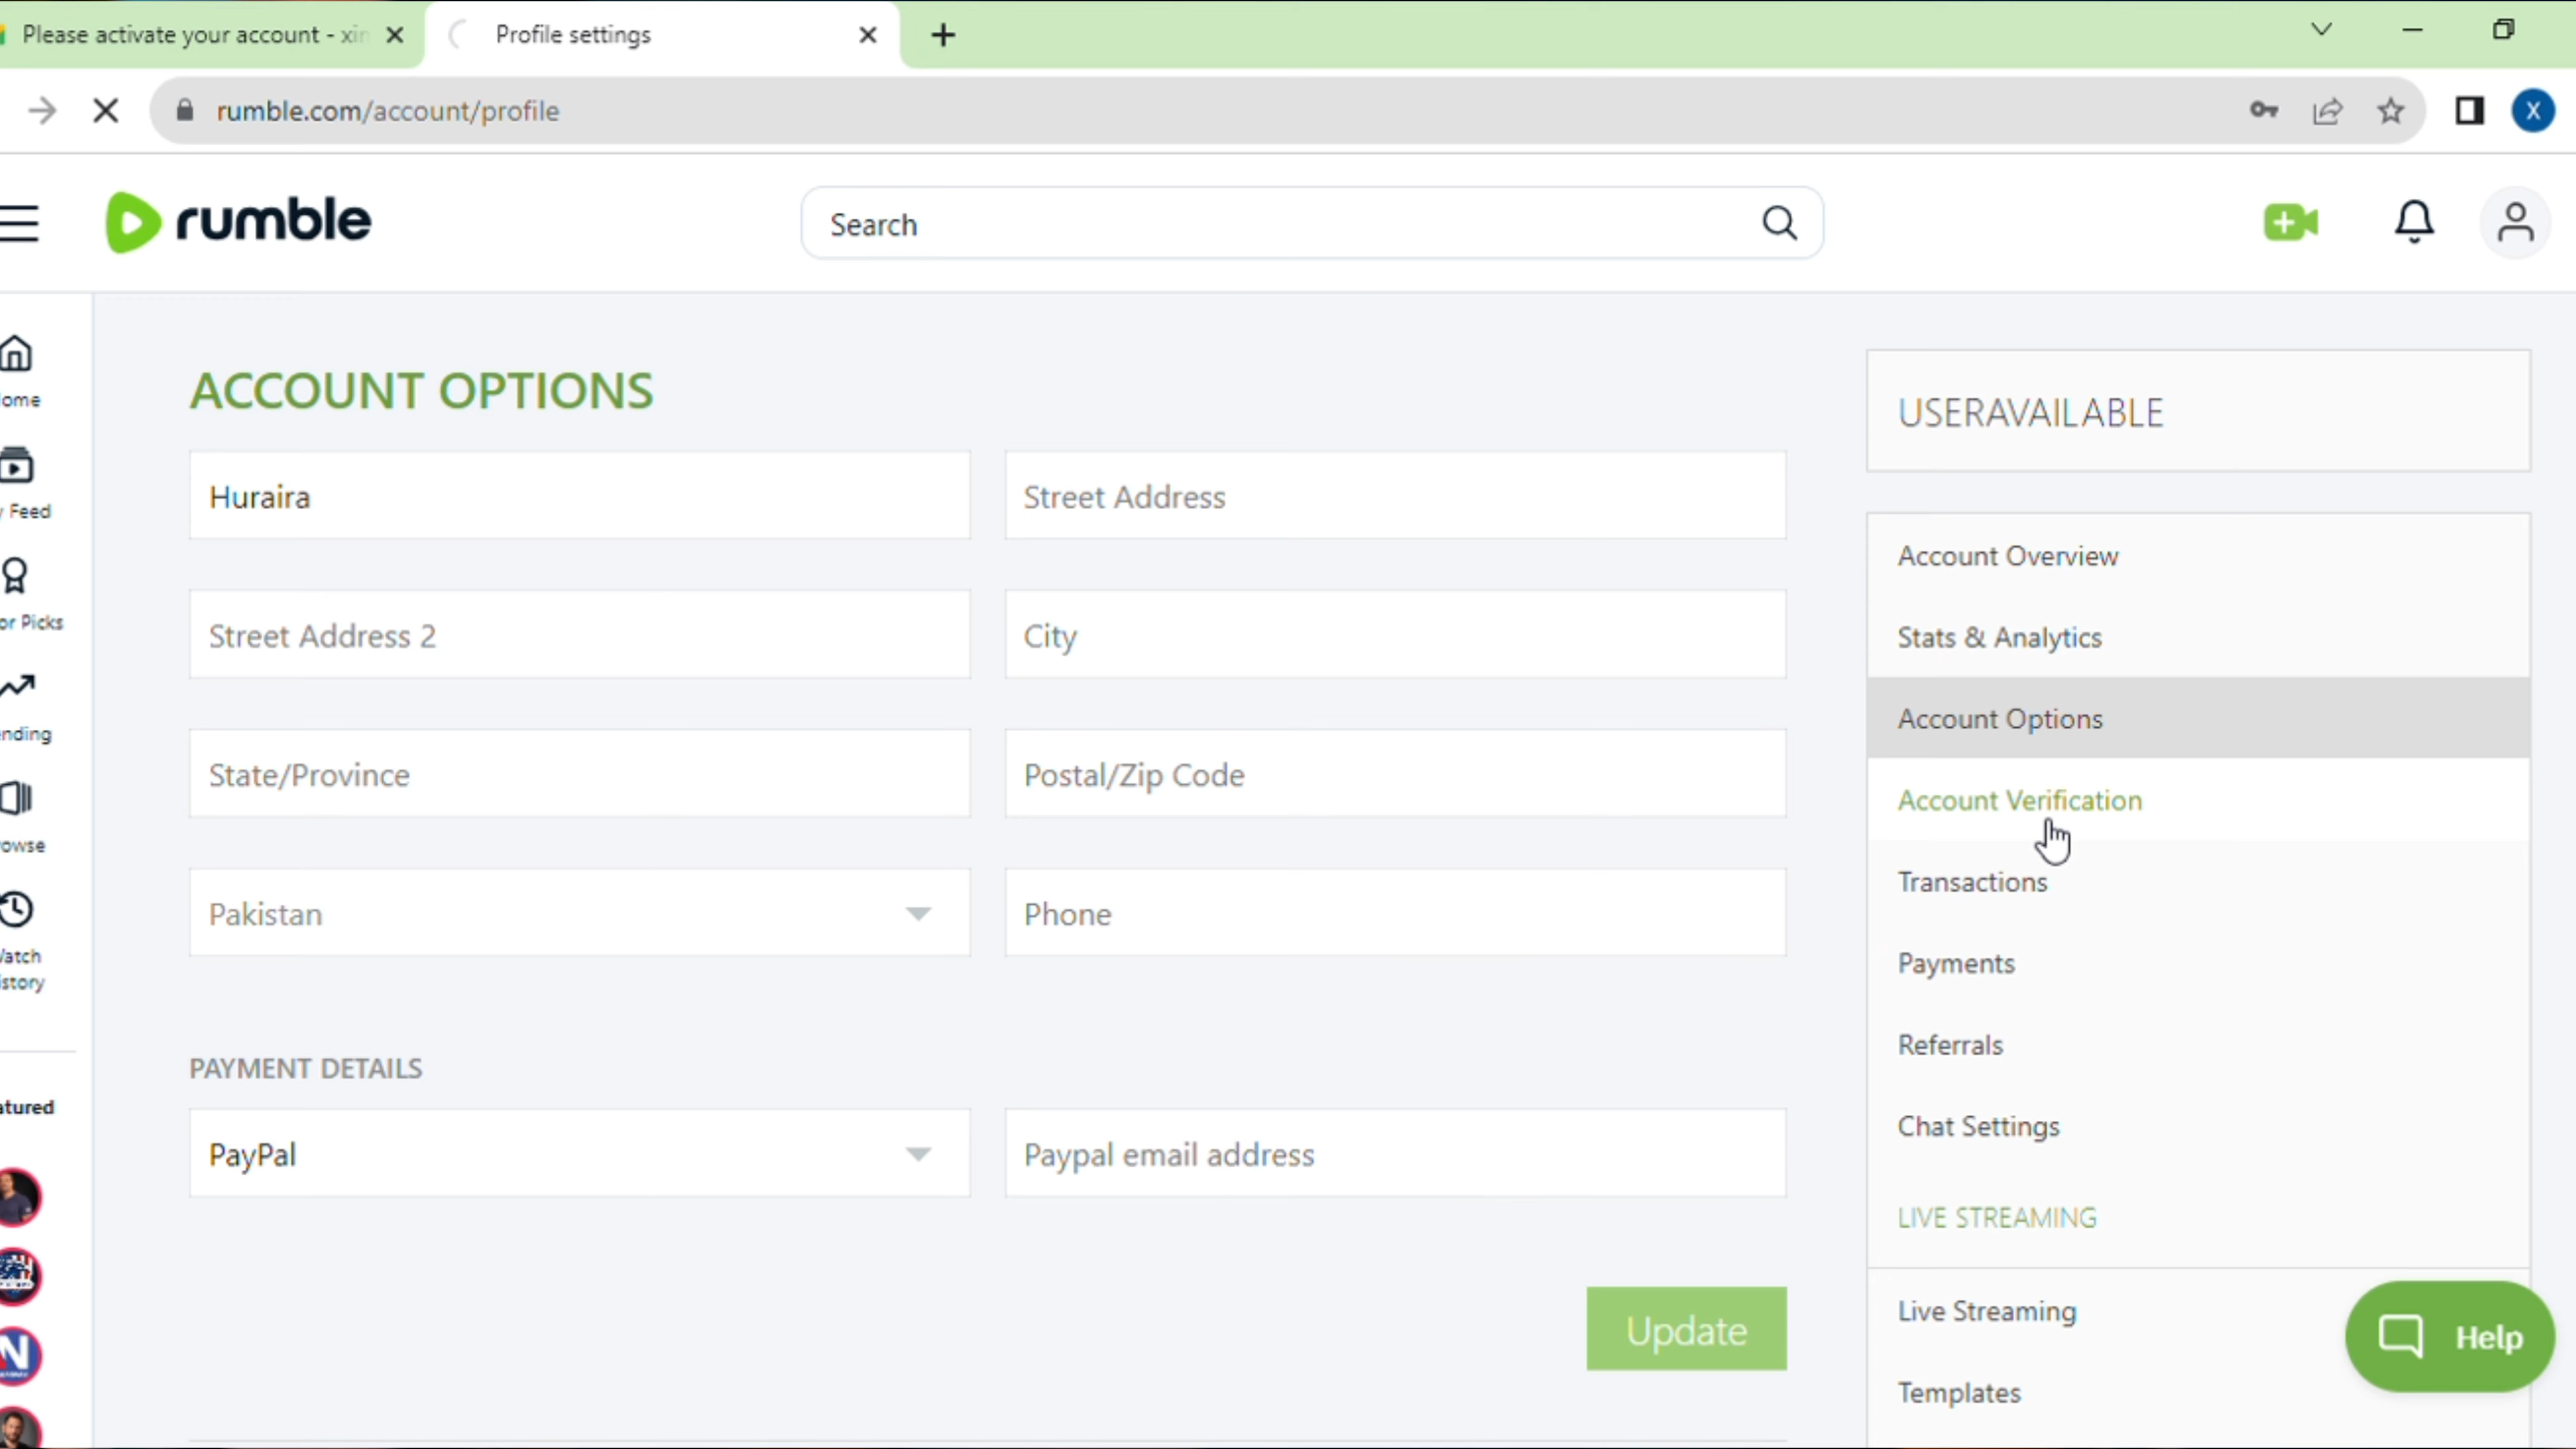 Please activate your account - xin
Profile settings
rumble.com/account/profile
X
rumble
Search
ome
y Feed
or Picks
ending
owse
atch
story
atured
ACCOUNT OPTIONS
Huraira
Street Address
Street Address 2
City
State/Province
Postal/Zip Code
Pakistan
Phone
PAYMENT DETAILS
PayPal
Paypal email address
Update
USERAVAILABLE
Account Overview
Stats & Analytics
Account Options
Account Verification
Transactions
Payments
Referrals
Chat Settings
LIVE STREAMING
Live Streaming
Templates
Help